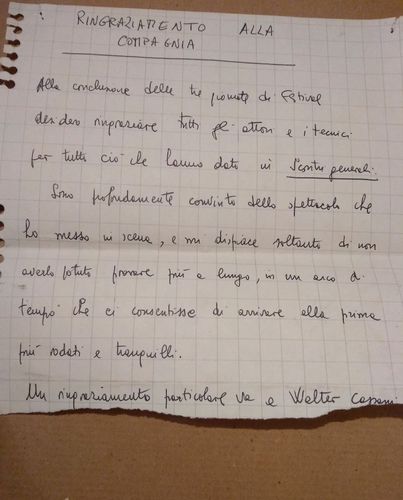 RINGRAZIAMENTO ALLA
COMPAGNIA
Alla conclusione delle tre giornate di Festival
desidero ringraziare tutti gli attori e i tecnici
per tutto ciò che hanno dato in Scontri generali.
Sono profondamente convinto dello spettacolo che
ho messo in scena, e mi dispiace soltanto di non
averlo potuto provare più a lungo, in un arco di
tempo che ci consentisse di arrivare alla prima
più rodati e tranquilli.
Un ringraziamento particolare va a Walter